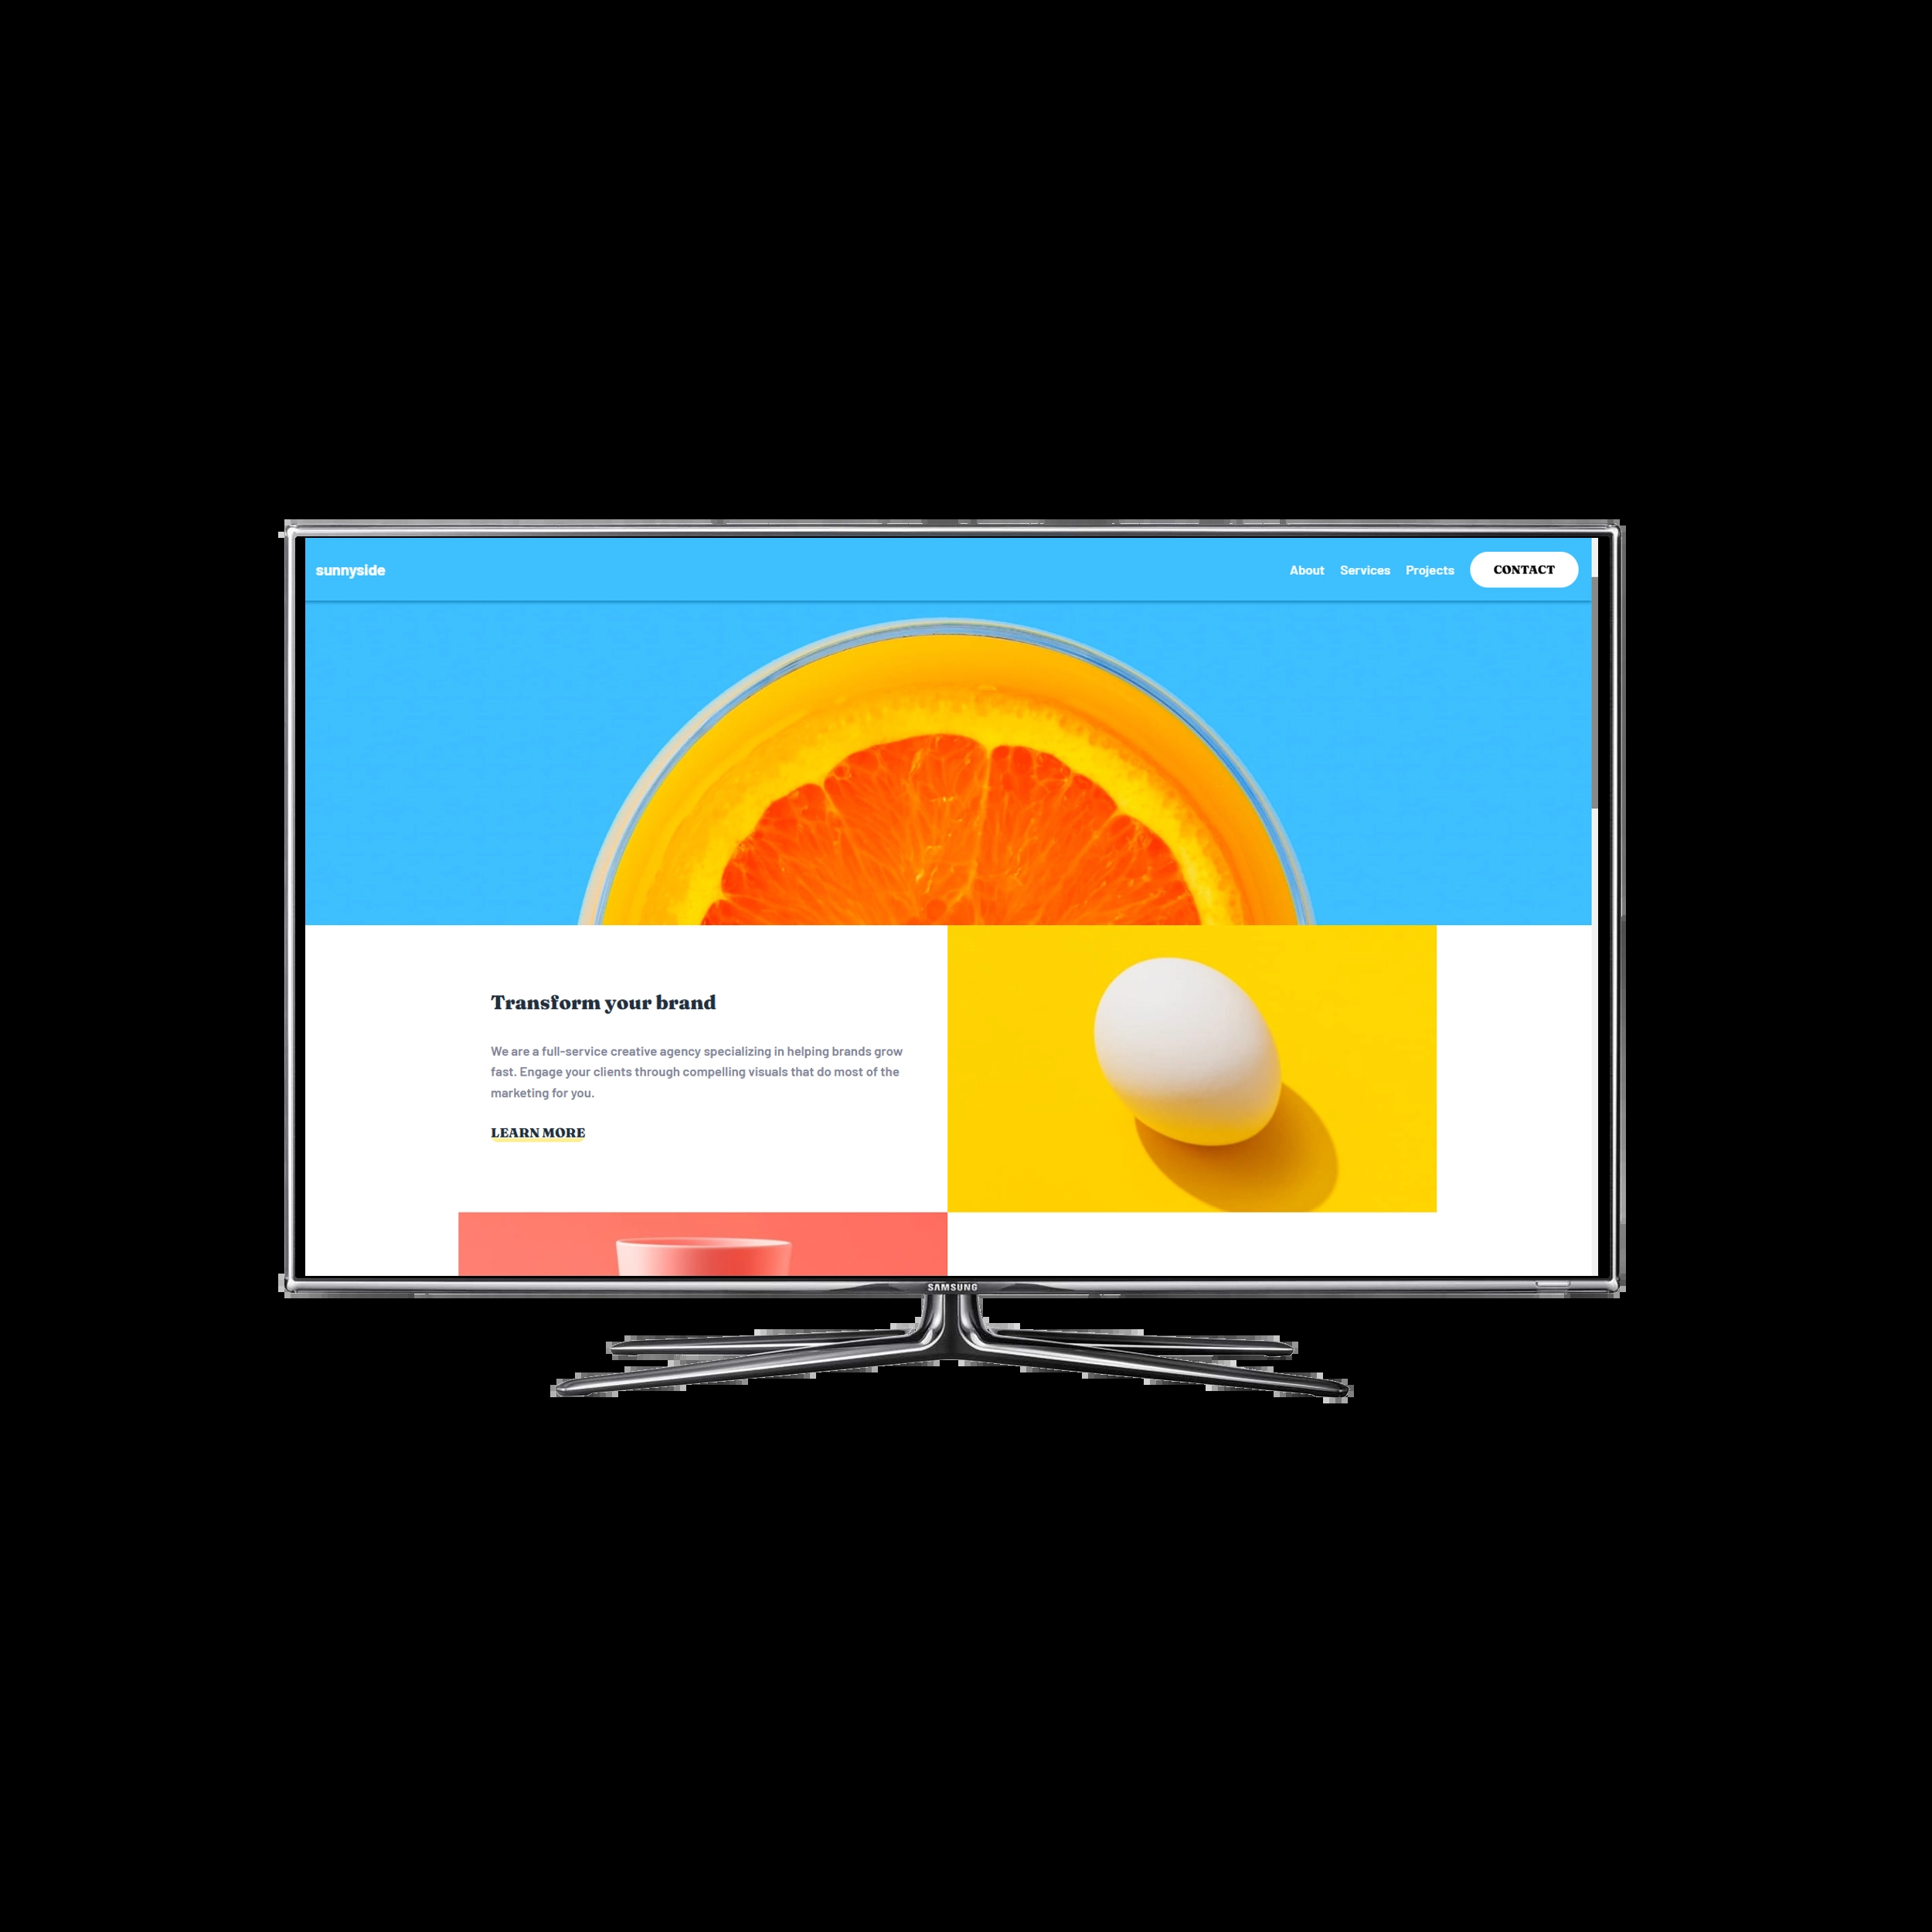 sunnyside
About Services Projects CONTACT
Transform your brand
We are a full-service creative agency specializing in helping brands grow
fast. Engage your clients through compelling visuals that do most of the
marketing for you.
LEARN MORE
SAMSUNG